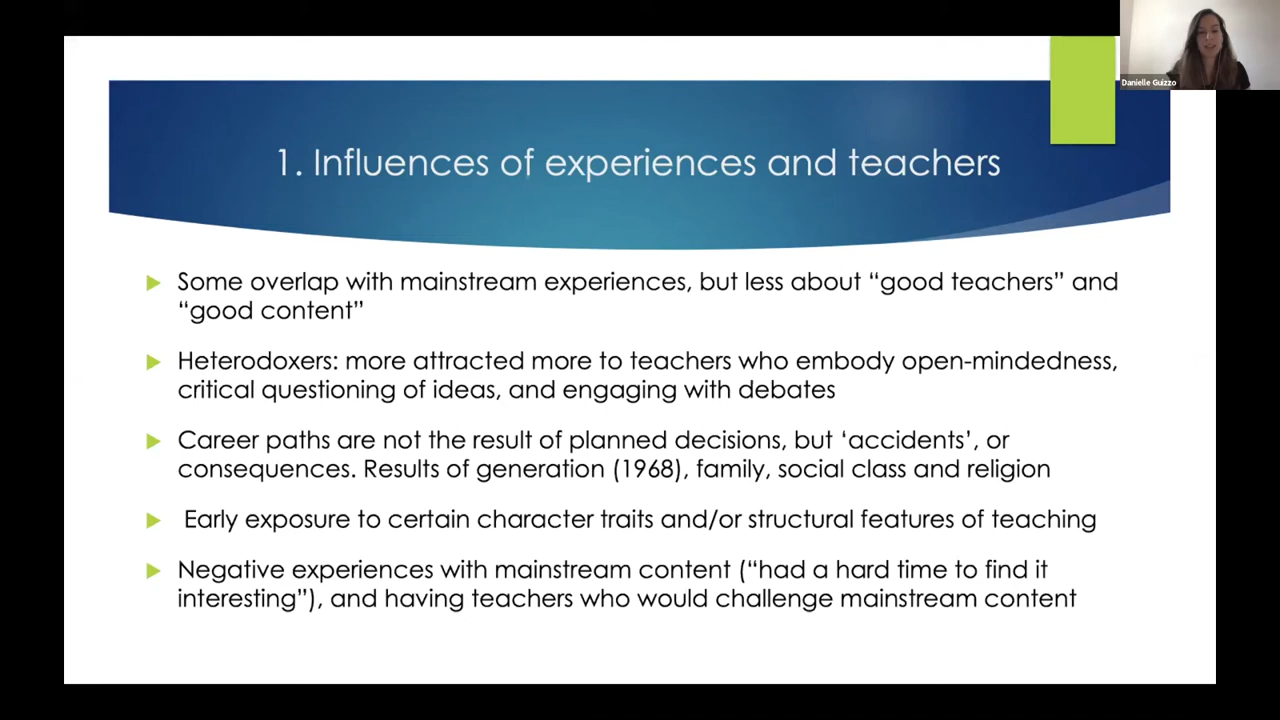 Danielle Guizzo
1. Influences of experiences and teachers
Some overlap with mainstream experiences, but less about “good teachers” and
“good content”
Heterodoxers: more attracted more to teachers who embody open-mindedness,
critical questioning of ideas, and engaging with debates
Career paths are not the result of planned decisions, but ‘accidents’, or
consequences. Results of generation (1968), family, social class and religion
Early exposure to certain character traits and/or structural features of teaching
Negative experiences with mainstream content (“had a hard time to find it
interesting”), and having teachers who would challenge mainstream content